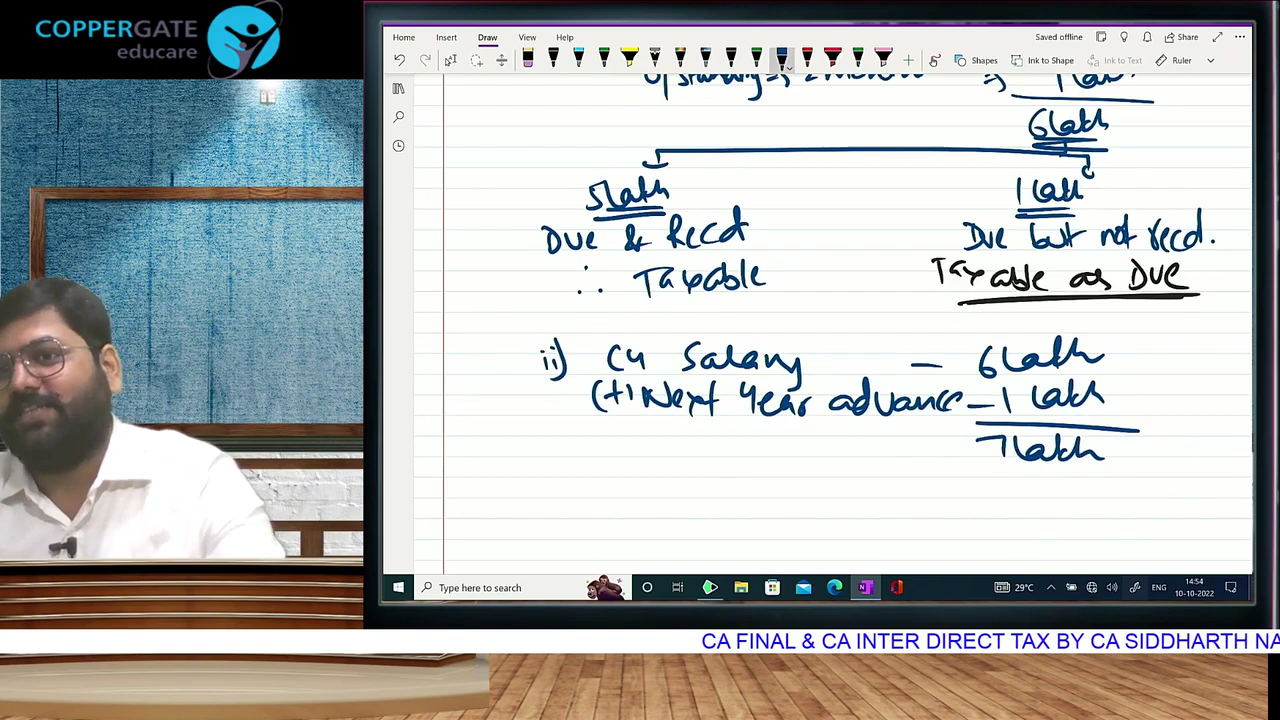 COPPERGATE
educare
Home Insert Draw View Help
Saved offline
Share
Shapes
Ink to Shape
Ink to Text
Ruler
6 lakh
5 lakh
Due & Recd
∴ Taxable
1 lakh
Due but not recd.
Taxable as Due
ii) CY Salary — 6 lakh
(+) Next Year advance — 1 lakh
7 lakh
Type here to search
29°C
ENG
14:54
10-10-2022
CA FINAL & CA INTER DIRECT TAX BY CA SIDDHARTH NA